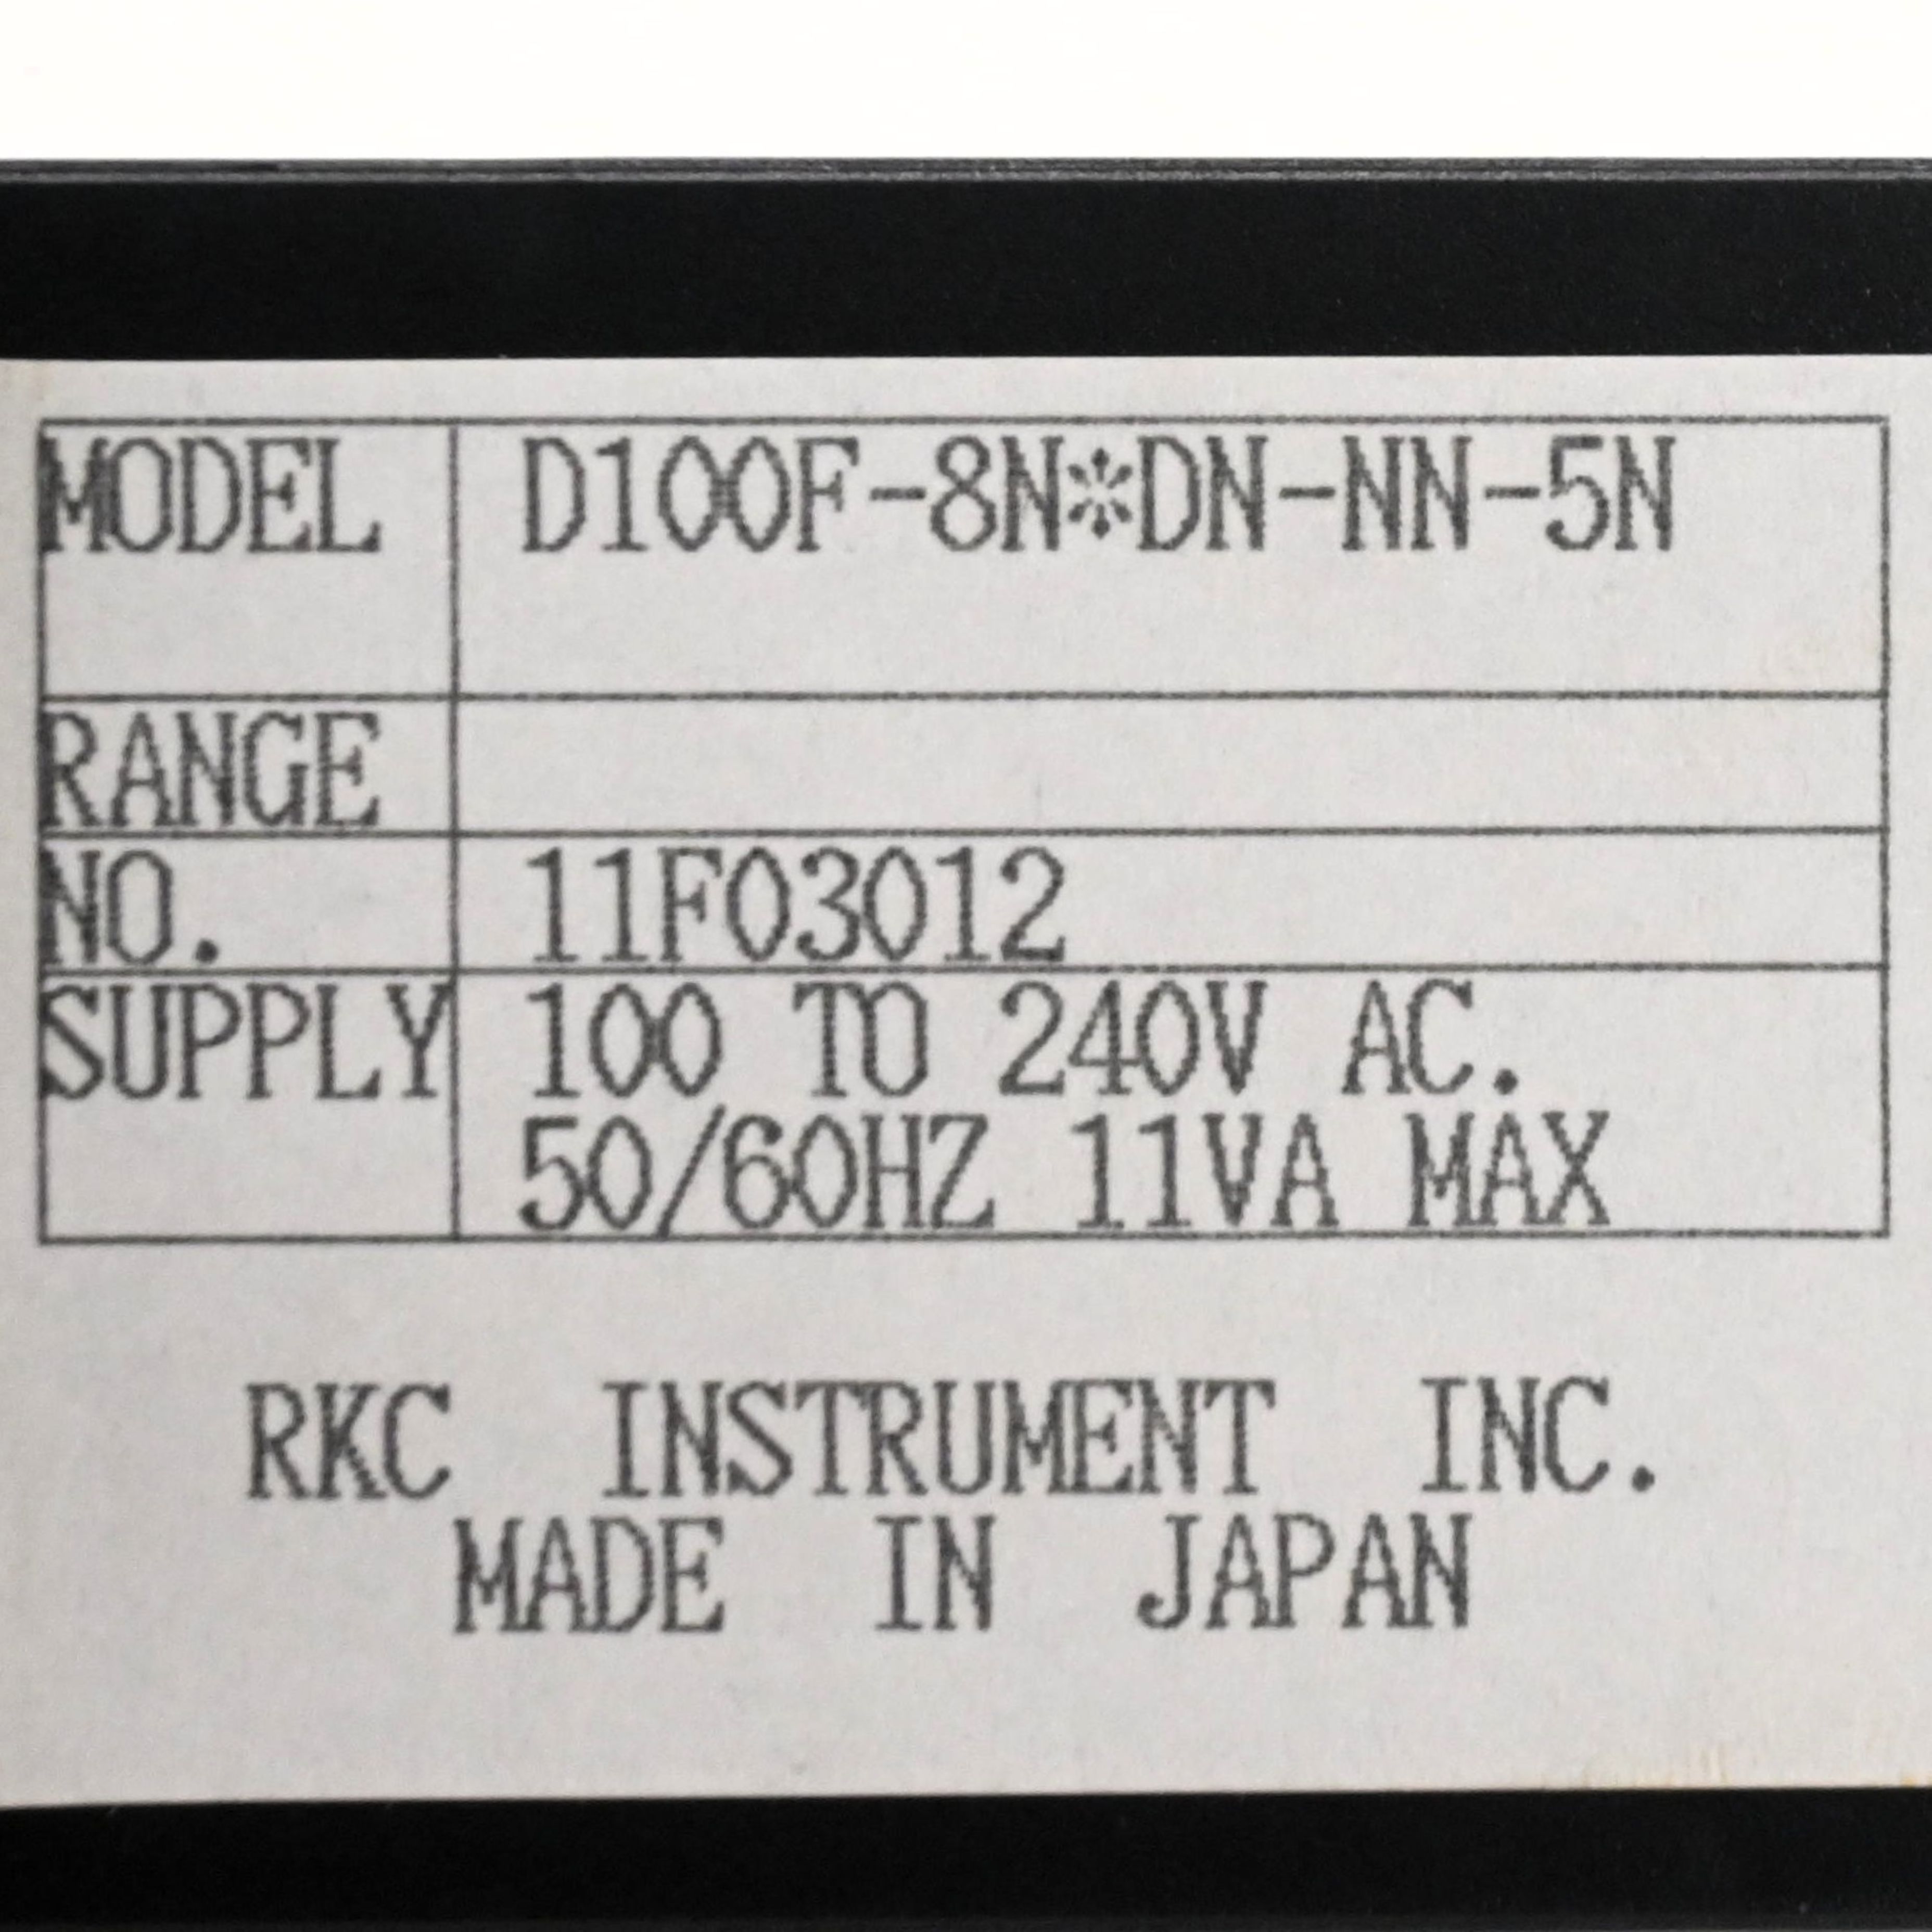 MODEL D100F-8N*DN-NN-5N
RANGE
NO. 11F03012
SUPPLY 100 TO 240V AC.
50/60HZ 11VA MAX
RKC INSTRUMENT INC.
MADE IN JAPAN